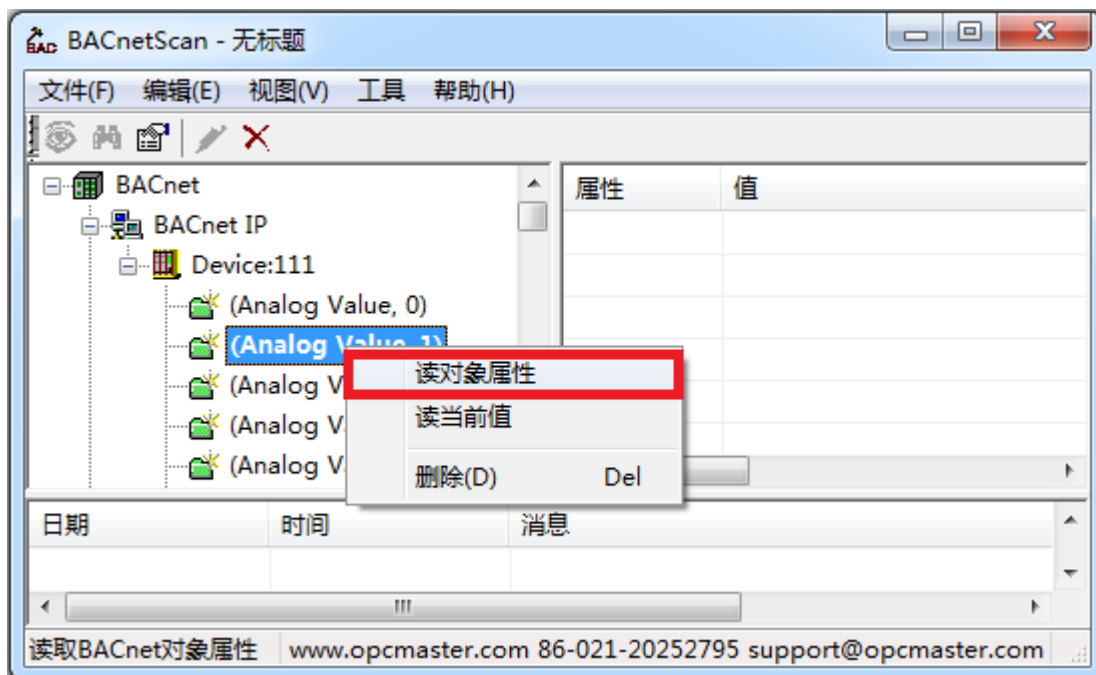 BACnetScan - 无标题
文件(F) 编辑(E) 视图(V) 工具 帮助(H)
BACnet
BACnet IP
Device:111
(Analog Value, 0)
(Analog Value, 1)
(Analog V
(Analog V
(Analog V
属性 值
读对象属性
读当前值
删除(D) Del
日期 时间 消息
读取BACnet对象属性 www.opcmaster.com 86-021-20252795 support@opcmaster.com